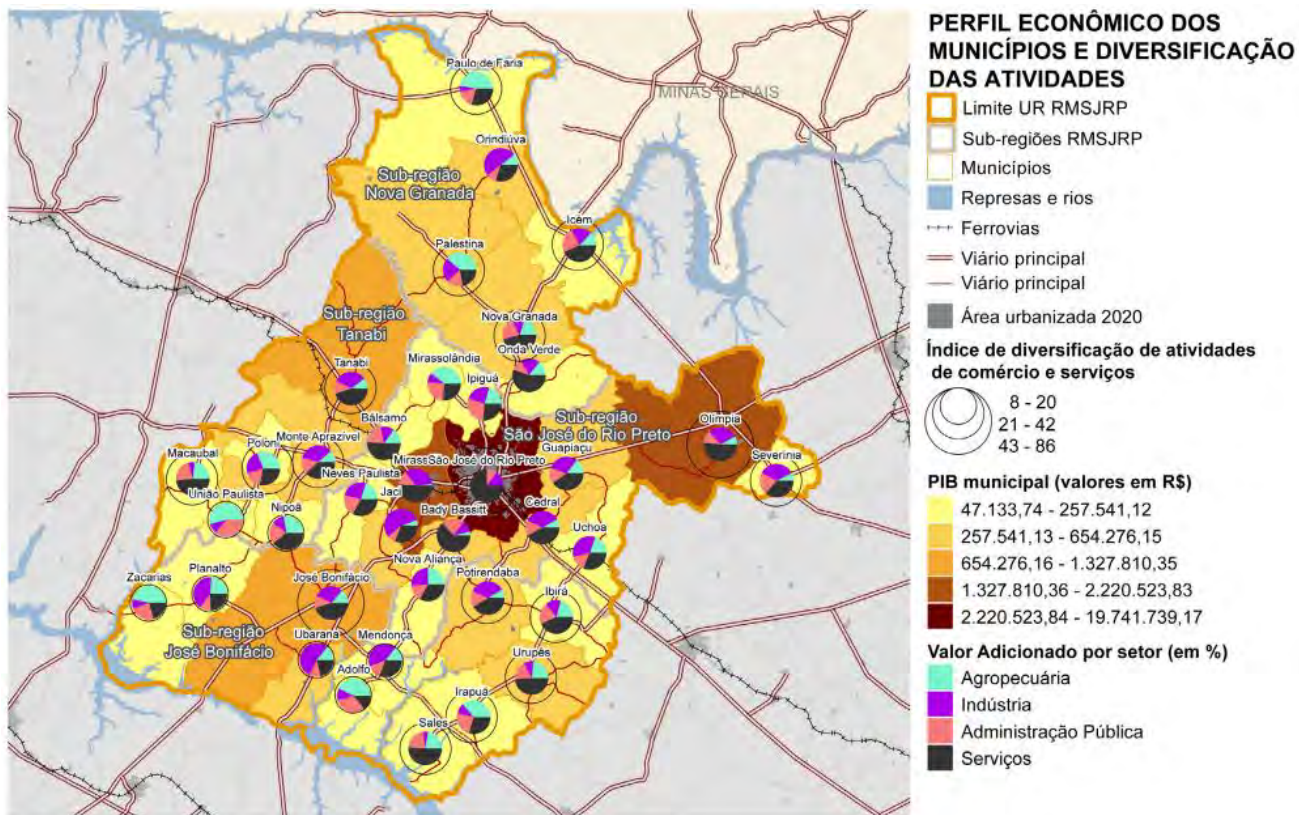 PERFIL ECONÔMICO DOS
MUNICÍPIOS E DIVERSIFICAÇÃO
DAS ATIVIDADES
Limite UR RMSJRP
Sub-regiões RMSJRP
Municípios
Represas e rios
Ferrovias
Viário principal
Viário principal
Área urbanizada 2020
Índice de diversificação de atividades
de comércio e serviços
8 - 20
21 - 42
43 - 86
PIB municipal (valores em R$)
47.133,74 - 257.541,12
257.541,13 - 654.276,15
654.276,16 - 1.327.810,35
1.327.810,36 - 2.220.523,83
2.220.523,84 - 19.741.739,17
Valor Adicionado por setor (em %)
Agropecuária
Indústria
Administração Pública
Serviços
Paulo de Faria
MINAS GERAIS
Orindiúva
Sub-região
Nova Granada
Icém
Palestina
Nova Granada
Sub-região
Tanabi
Onda Verde
Mirassolândia
Tanabi
Ipiguá
Bálsamo
Sub-região
São José do Rio Preto
Olímpia
Poloni
Monte Aprazível
Guapiaçu
Macaubal
Neves Paulista
Mirass
São José do Rio Preto
Severínia
União Paulista
Jaci
Nipoã
Bady Bassitt
Cedral
Uchoa
Zacarias
Planalto
José Bonifácio
Nova Aliança
Potirendaba
Ibirá
Sub-região
José Bonifácio
Ubarana
Mendonça
Adolfo
Urupês
Irapuã
Sales